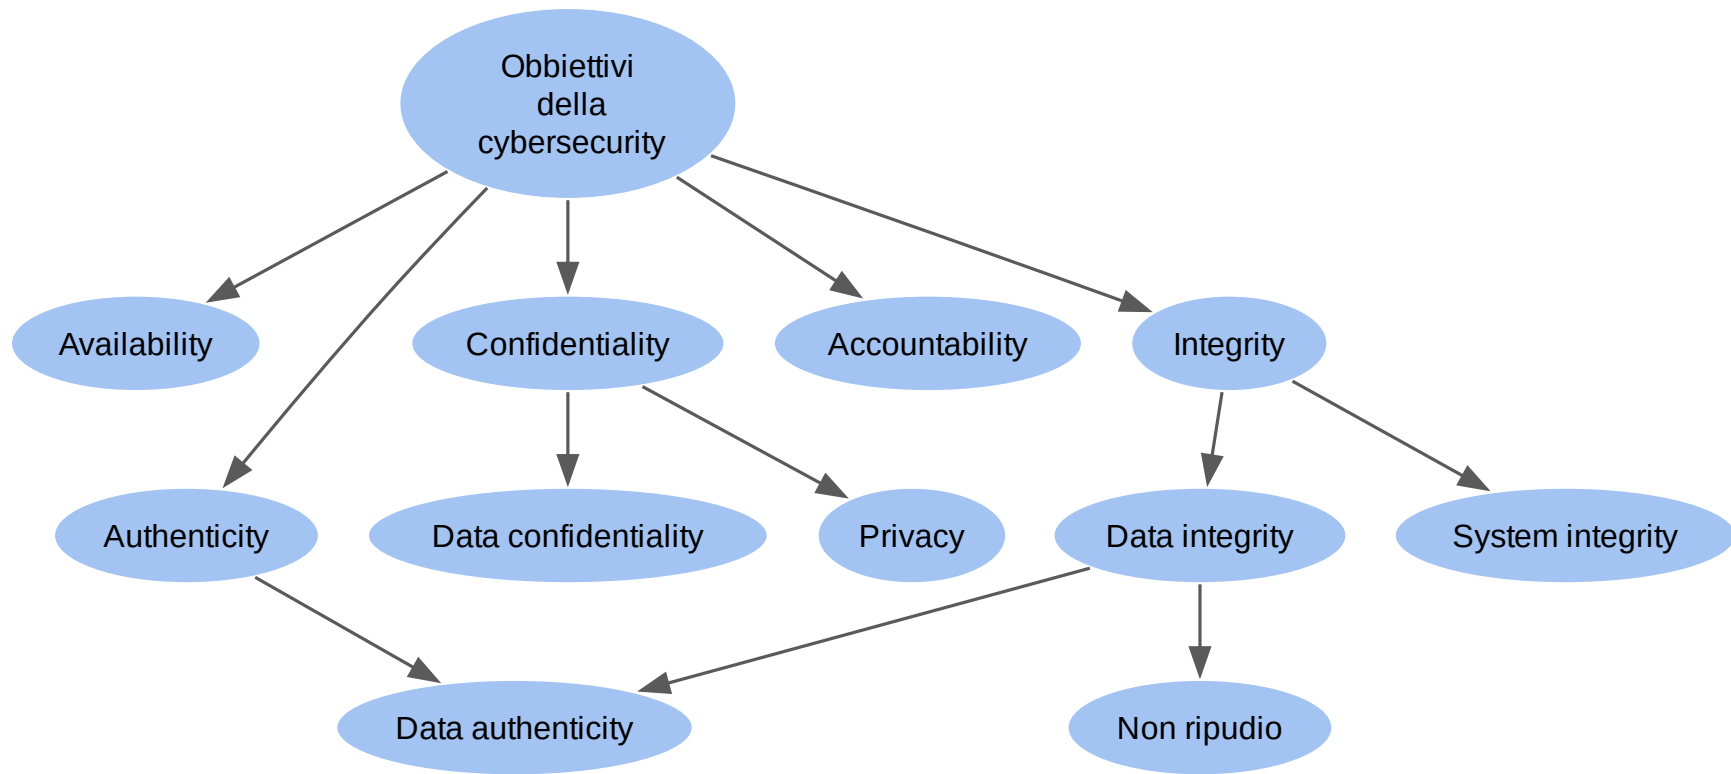 Obbiettivi
della
cybersecurity
Availability
Confidentiality
Accountability
Integrity
Authenticity
Data confidentiality
Privacy
Data integrity
System integrity
Data authenticity
Non ripudio